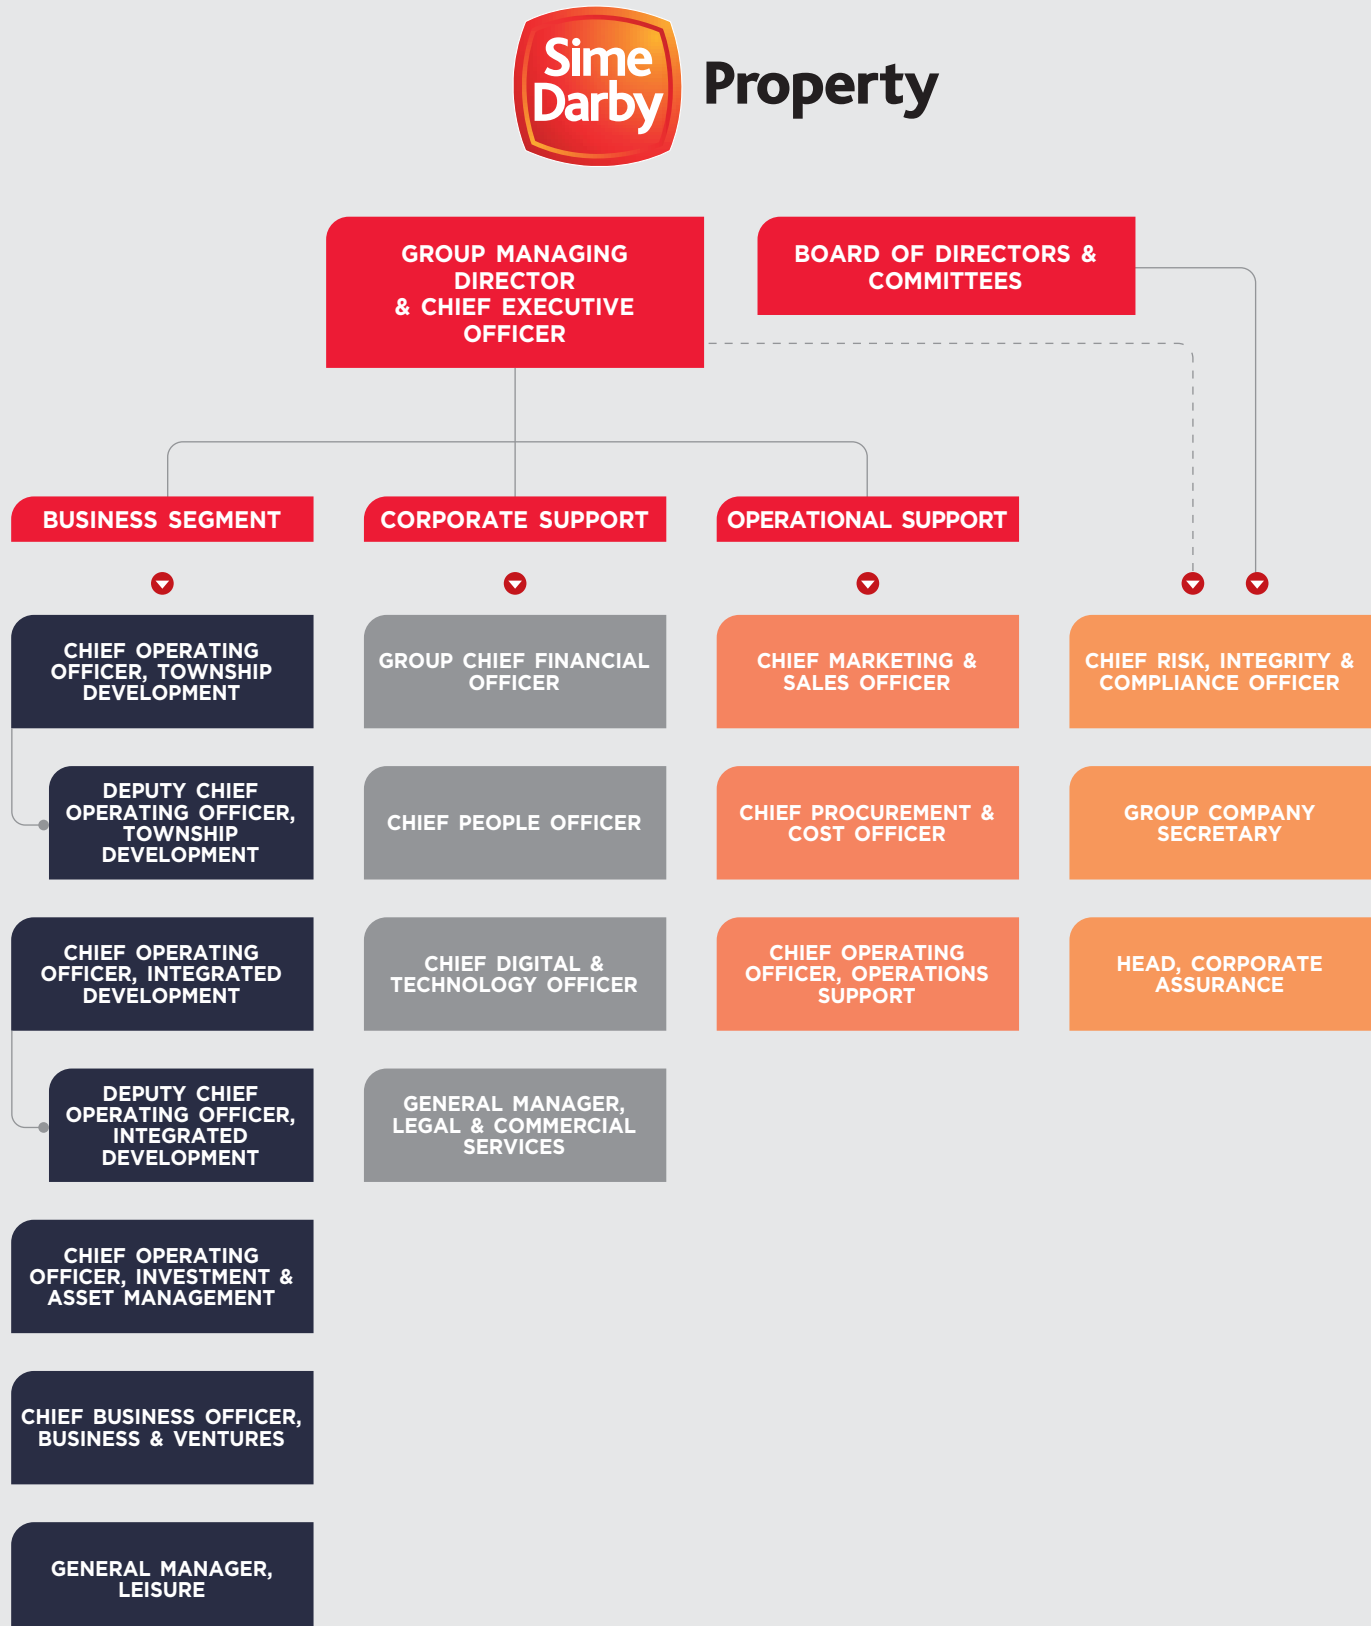 Sime
Darby
Property
GROUP MANAGING
DIRECTOR
& CHIEF EXECUTIVE
OFFICER
BOARD OF DIRECTORS &
COMMITTEES
BUSINESS SEGMENT
CHIEF OPERATING
OFFICER, TOWNSHIP
DEVELOPMENT
DEPUTY CHIEF
OPERATING OFFICER,
TOWNSHIP
DEVELOPMENT
CHIEF OPERATING
OFFICER, INTEGRATED
DEVELOPMENT
DEPUTY CHIEF
OPERATING OFFICER,
INTEGRATED
DEVELOPMENT
CHIEF OPERATING
OFFICER, INVESTMENT &
ASSET MANAGEMENT
CHIEF BUSINESS OFFICER,
BUSINESS & VENTURES
GENERAL MANAGER,
LEISURE
CORPORATE SUPPORT
GROUP CHIEF FINANCIAL
OFFICER
CHIEF PEOPLE OFFICER
CHIEF DIGITAL &
TECHNOLOGY OFFICER
GENERAL MANAGER,
LEGAL & COMMERCIAL
SERVICES
OPERATIONAL SUPPORT
CHIEF MARKETING &
SALES OFFICER
CHIEF PROCUREMENT &
COST OFFICER
CHIEF OPERATING
OFFICER, OPERATIONS
SUPPORT
CHIEF RISK, INTEGRITY &
COMPLIANCE OFFICER
GROUP COMPANY
SECRETARY
HEAD, CORPORATE
ASSURANCE